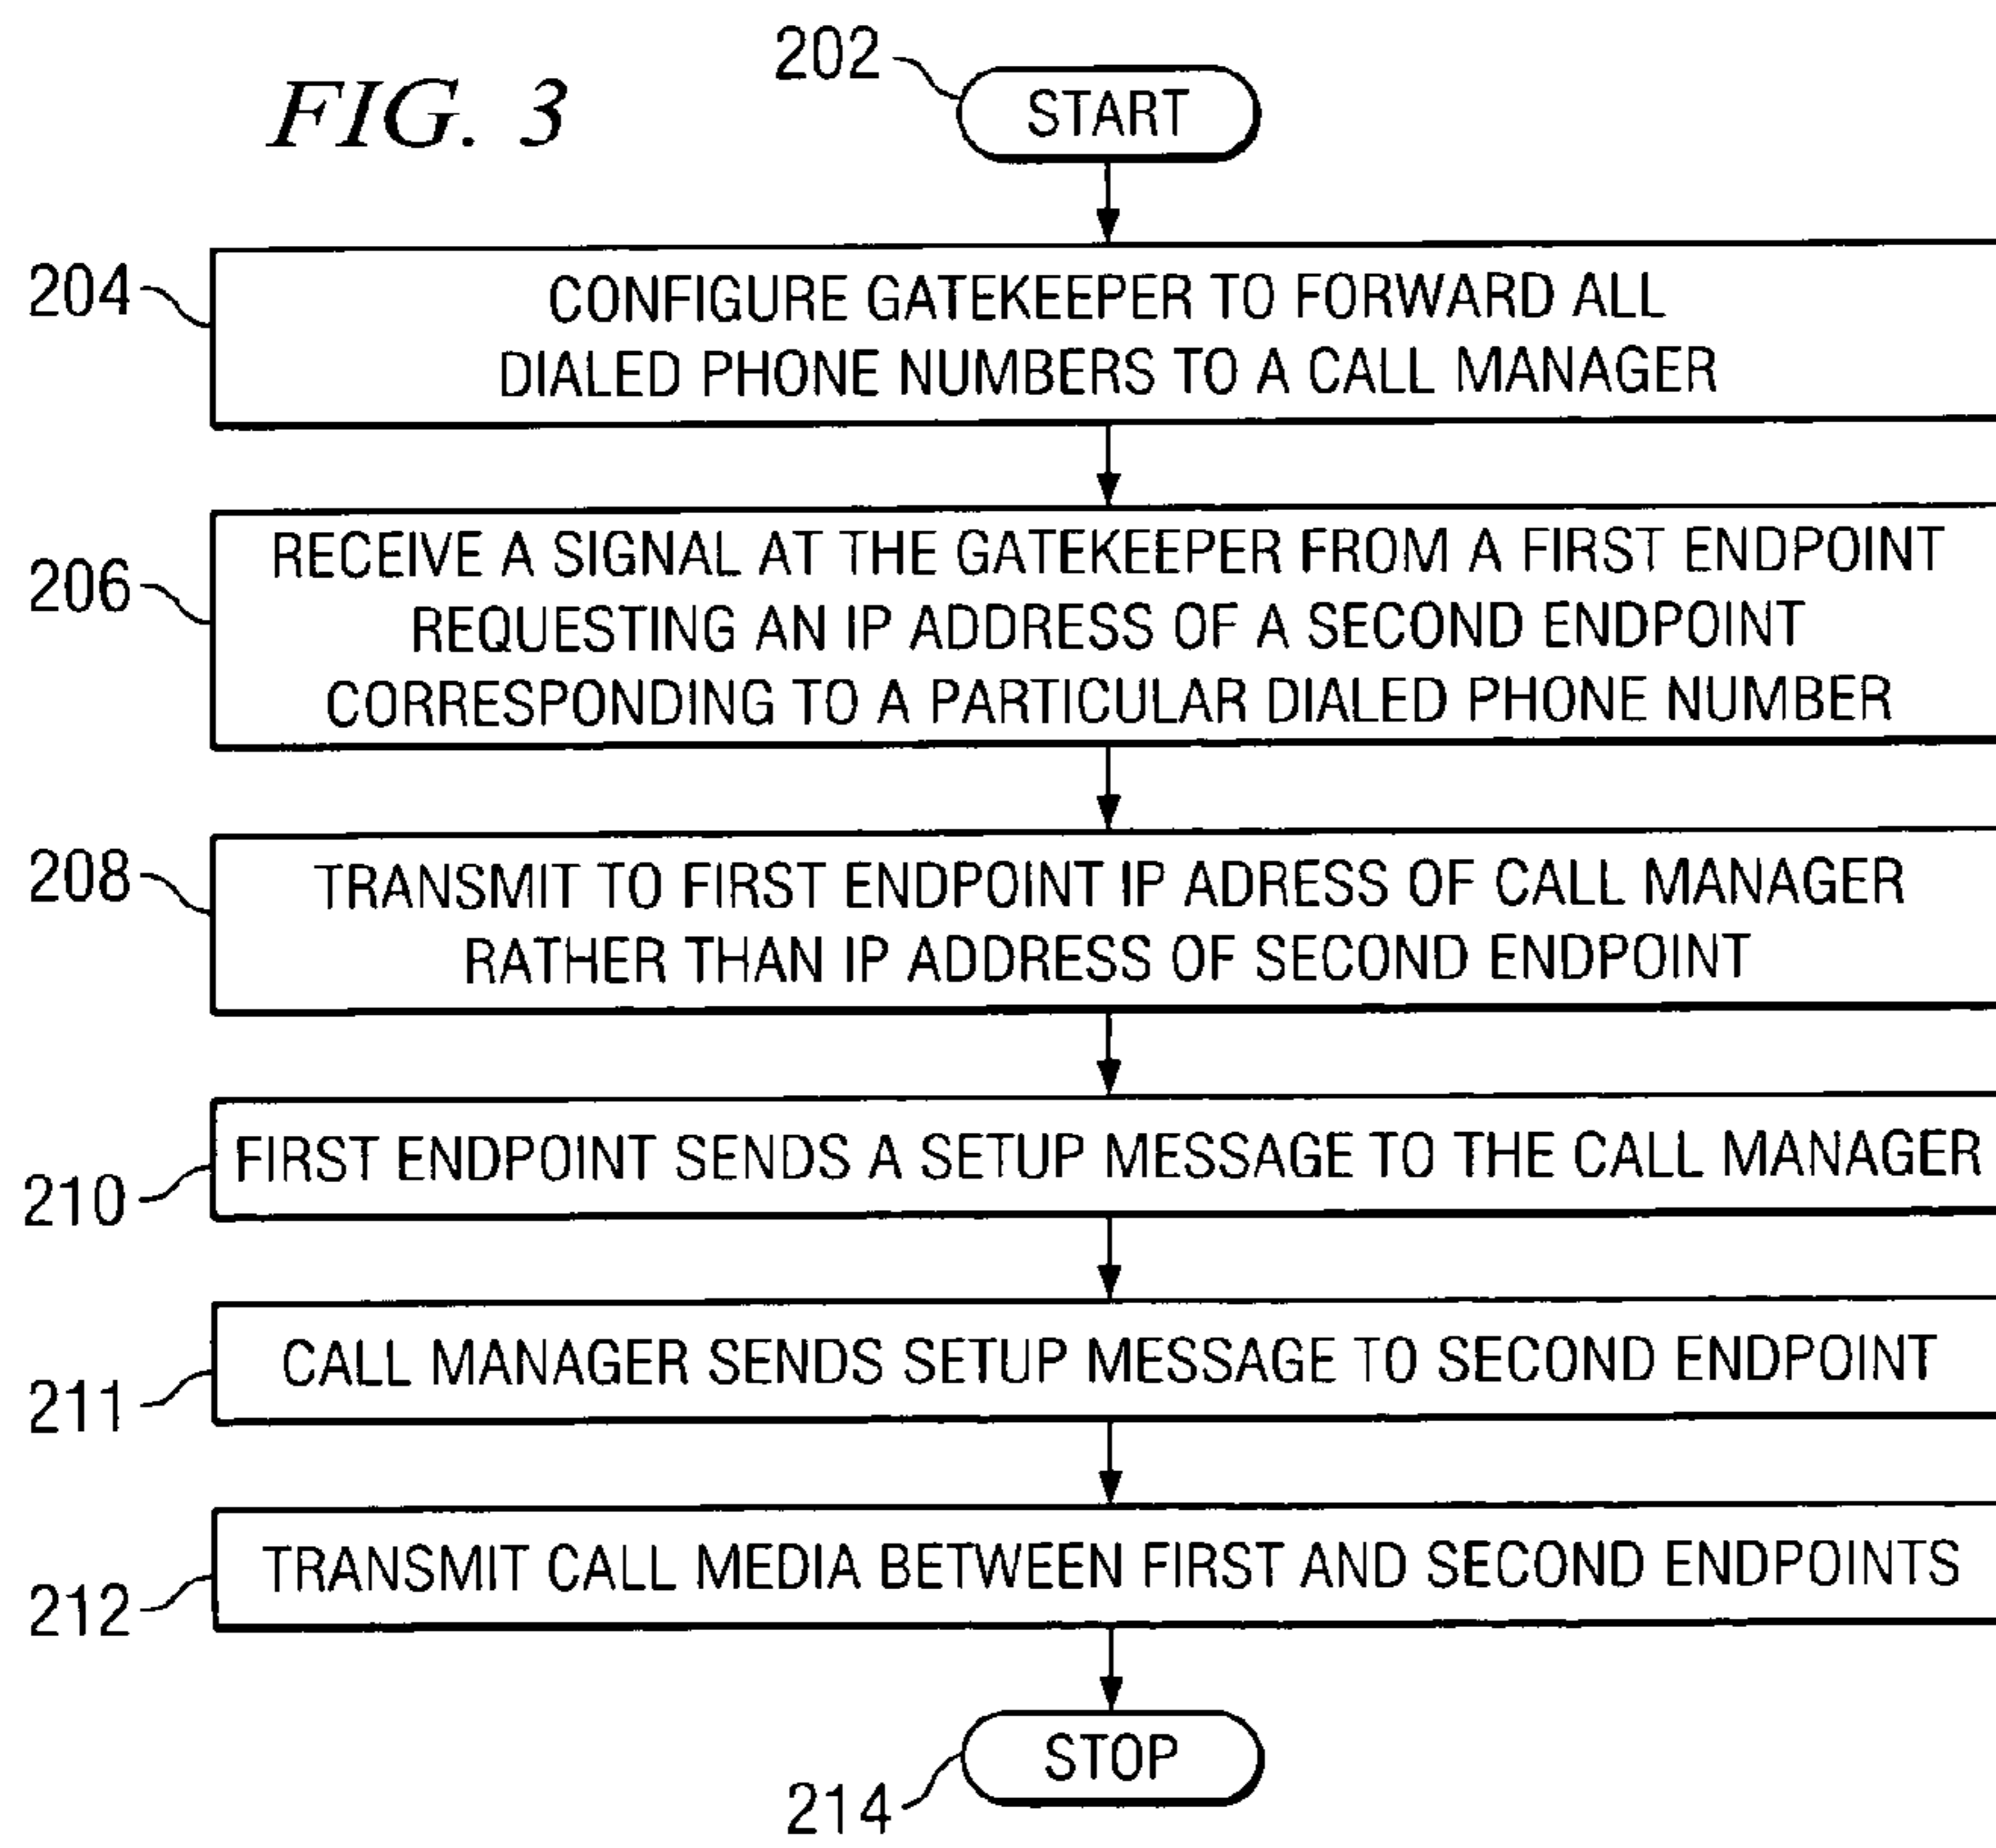 FIG. 3
202
START
204
CONFIGURE GATEKEEPER TO FORWARD ALL
DIALED PHONE NUMBERS TO A CALL MANAGER
206
RECEIVE A SIGNAL AT THE GATEKEEPER FROM A FIRST ENDPOINT
REQUESTING AN IP ADDRESS OF A SECOND ENDPOINT
CORRESPONDING TO A PARTICULAR DIALED PHONE NUMBER
208
TRANSMIT TO FIRST ENDPOINT IP ADRESS OF CALL MANAGER
RATHER THAN IP ADDRESS OF SECOND ENDPOINT
210
FIRST ENDPOINT SENDS A SETUP MESSAGE TO THE CALL MANAGER
211
CALL MANAGER SENDS SETUP MESSAGE TO SECOND ENDPOINT
212
TRANSMIT CALL MEDIA BETWEEN FIRST AND SECOND ENDPOINTS
STOP
214